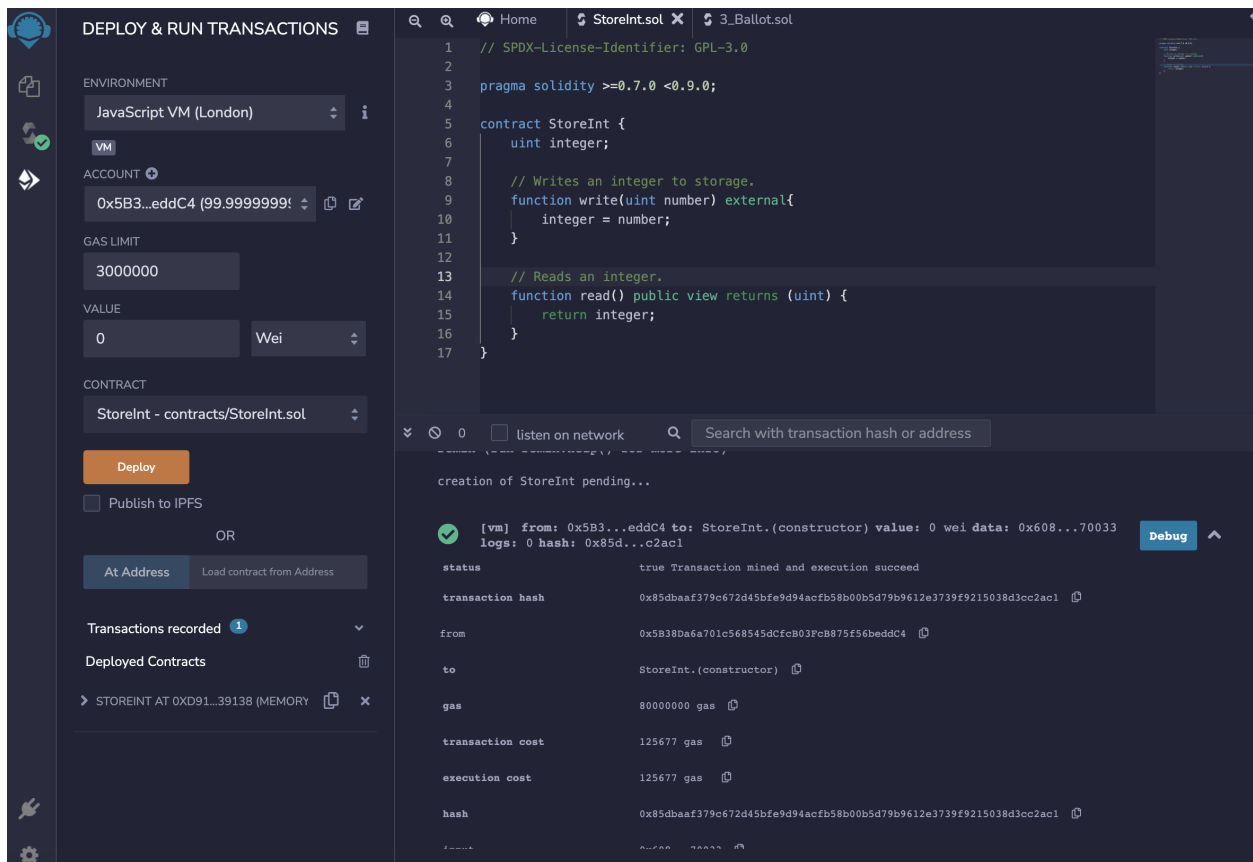 DEPLOY & RUN TRANSACTIONS
ENVIRONMENT
JavaScript VM (London)
VM
ACCOUNT
0x5B3...eddC4 (99.9999999
GAS LIMIT
3000000
VALUE
0
Wei
CONTRACT
StoreInt - contracts/StoreInt.sol
Deploy
Publish to IPFS
OR
At Address
Load contract from Address
Transactions recorded 1
Deployed Contracts
STOREINT AT 0XD91...39138 (MEMORY
Home
StoreInt.sol
3_Ballot.sol
1 // SPDX-License-Identifier: GPL-3.0
2
3 pragma solidity >=0.7.0 <0.9.0;
4
5 contract StoreInt {
6 uint integer;
7
8 // Writes an integer to storage.
9 function write(uint number) external{
10 integer = number;
11 }
12
13 // Reads an integer.
14 function read() public view returns (uint) {
15 return integer;
16 }
17 }
0
listen on network
Search with transaction hash or address
creation of StoreInt pending...
[vm] from: 0x5B3...eddC4 to: StoreInt.(constructor) value: 0 wei data: 0x608...70033
logs: 0 hash: 0x85d...c2ac1
Debug
status true Transaction mined and execution succeed
transaction hash 0x85dbaaf379c672d45bfe9d94acfb58b00b5d79b9612e3739f9215038d3cc2ac1
from 0x5B38Da6a701c568545dCfcB03FcB875f56beddC4
to StoreInt.(constructor)
gas 80000000 gas
transaction cost 125677 gas
execution cost 125677 gas
hash 0x85dbaaf379c672d45bfe9d94acfb58b00b5d79b9612e3739f9215038d3cc2ac1